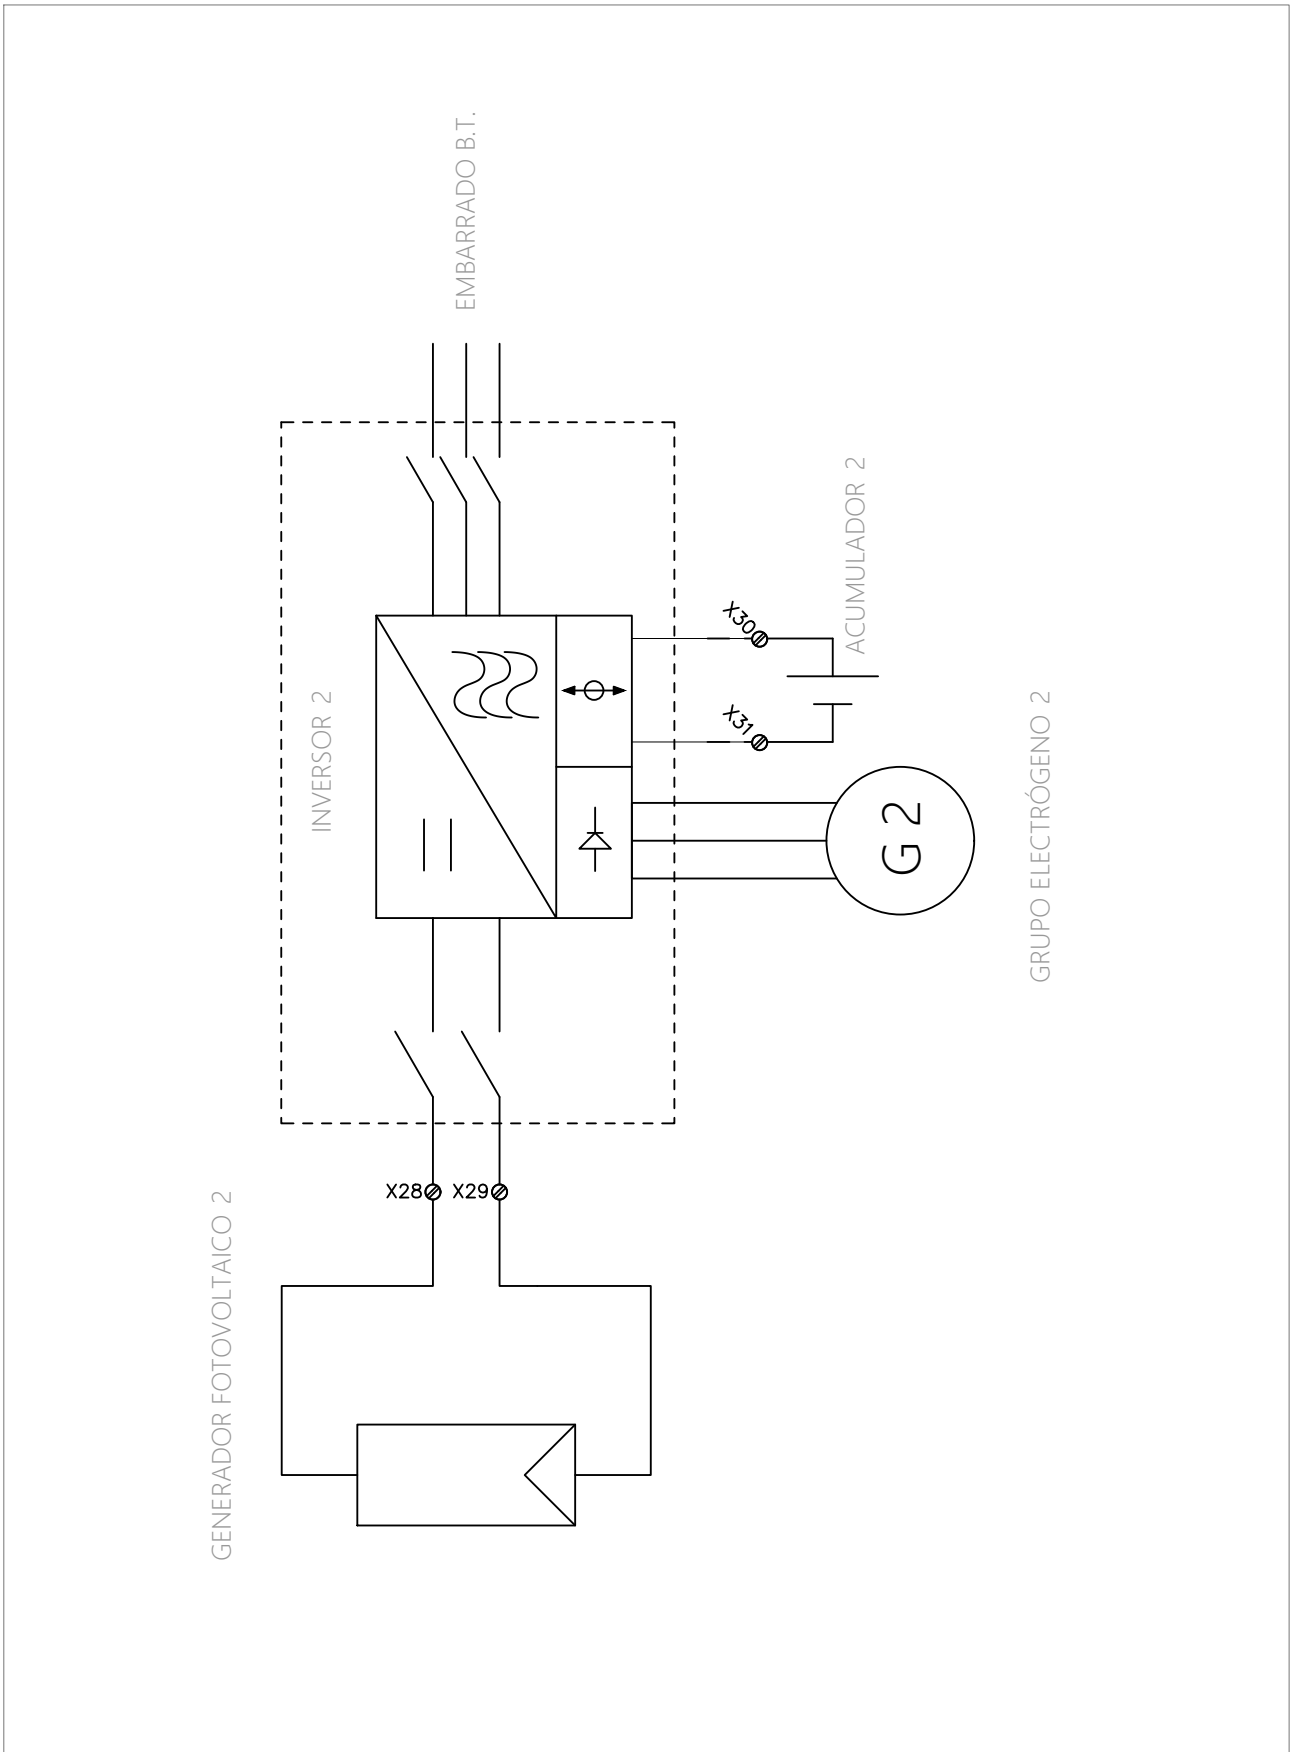 EMBARRADO B.T.
INVERSOR 2
ACUMULADOR 2
X30
X31
G 2
GRUPO ELECTRÓGENO 2
X28
X29
GENERADOR FOTOVOLTAICO 2